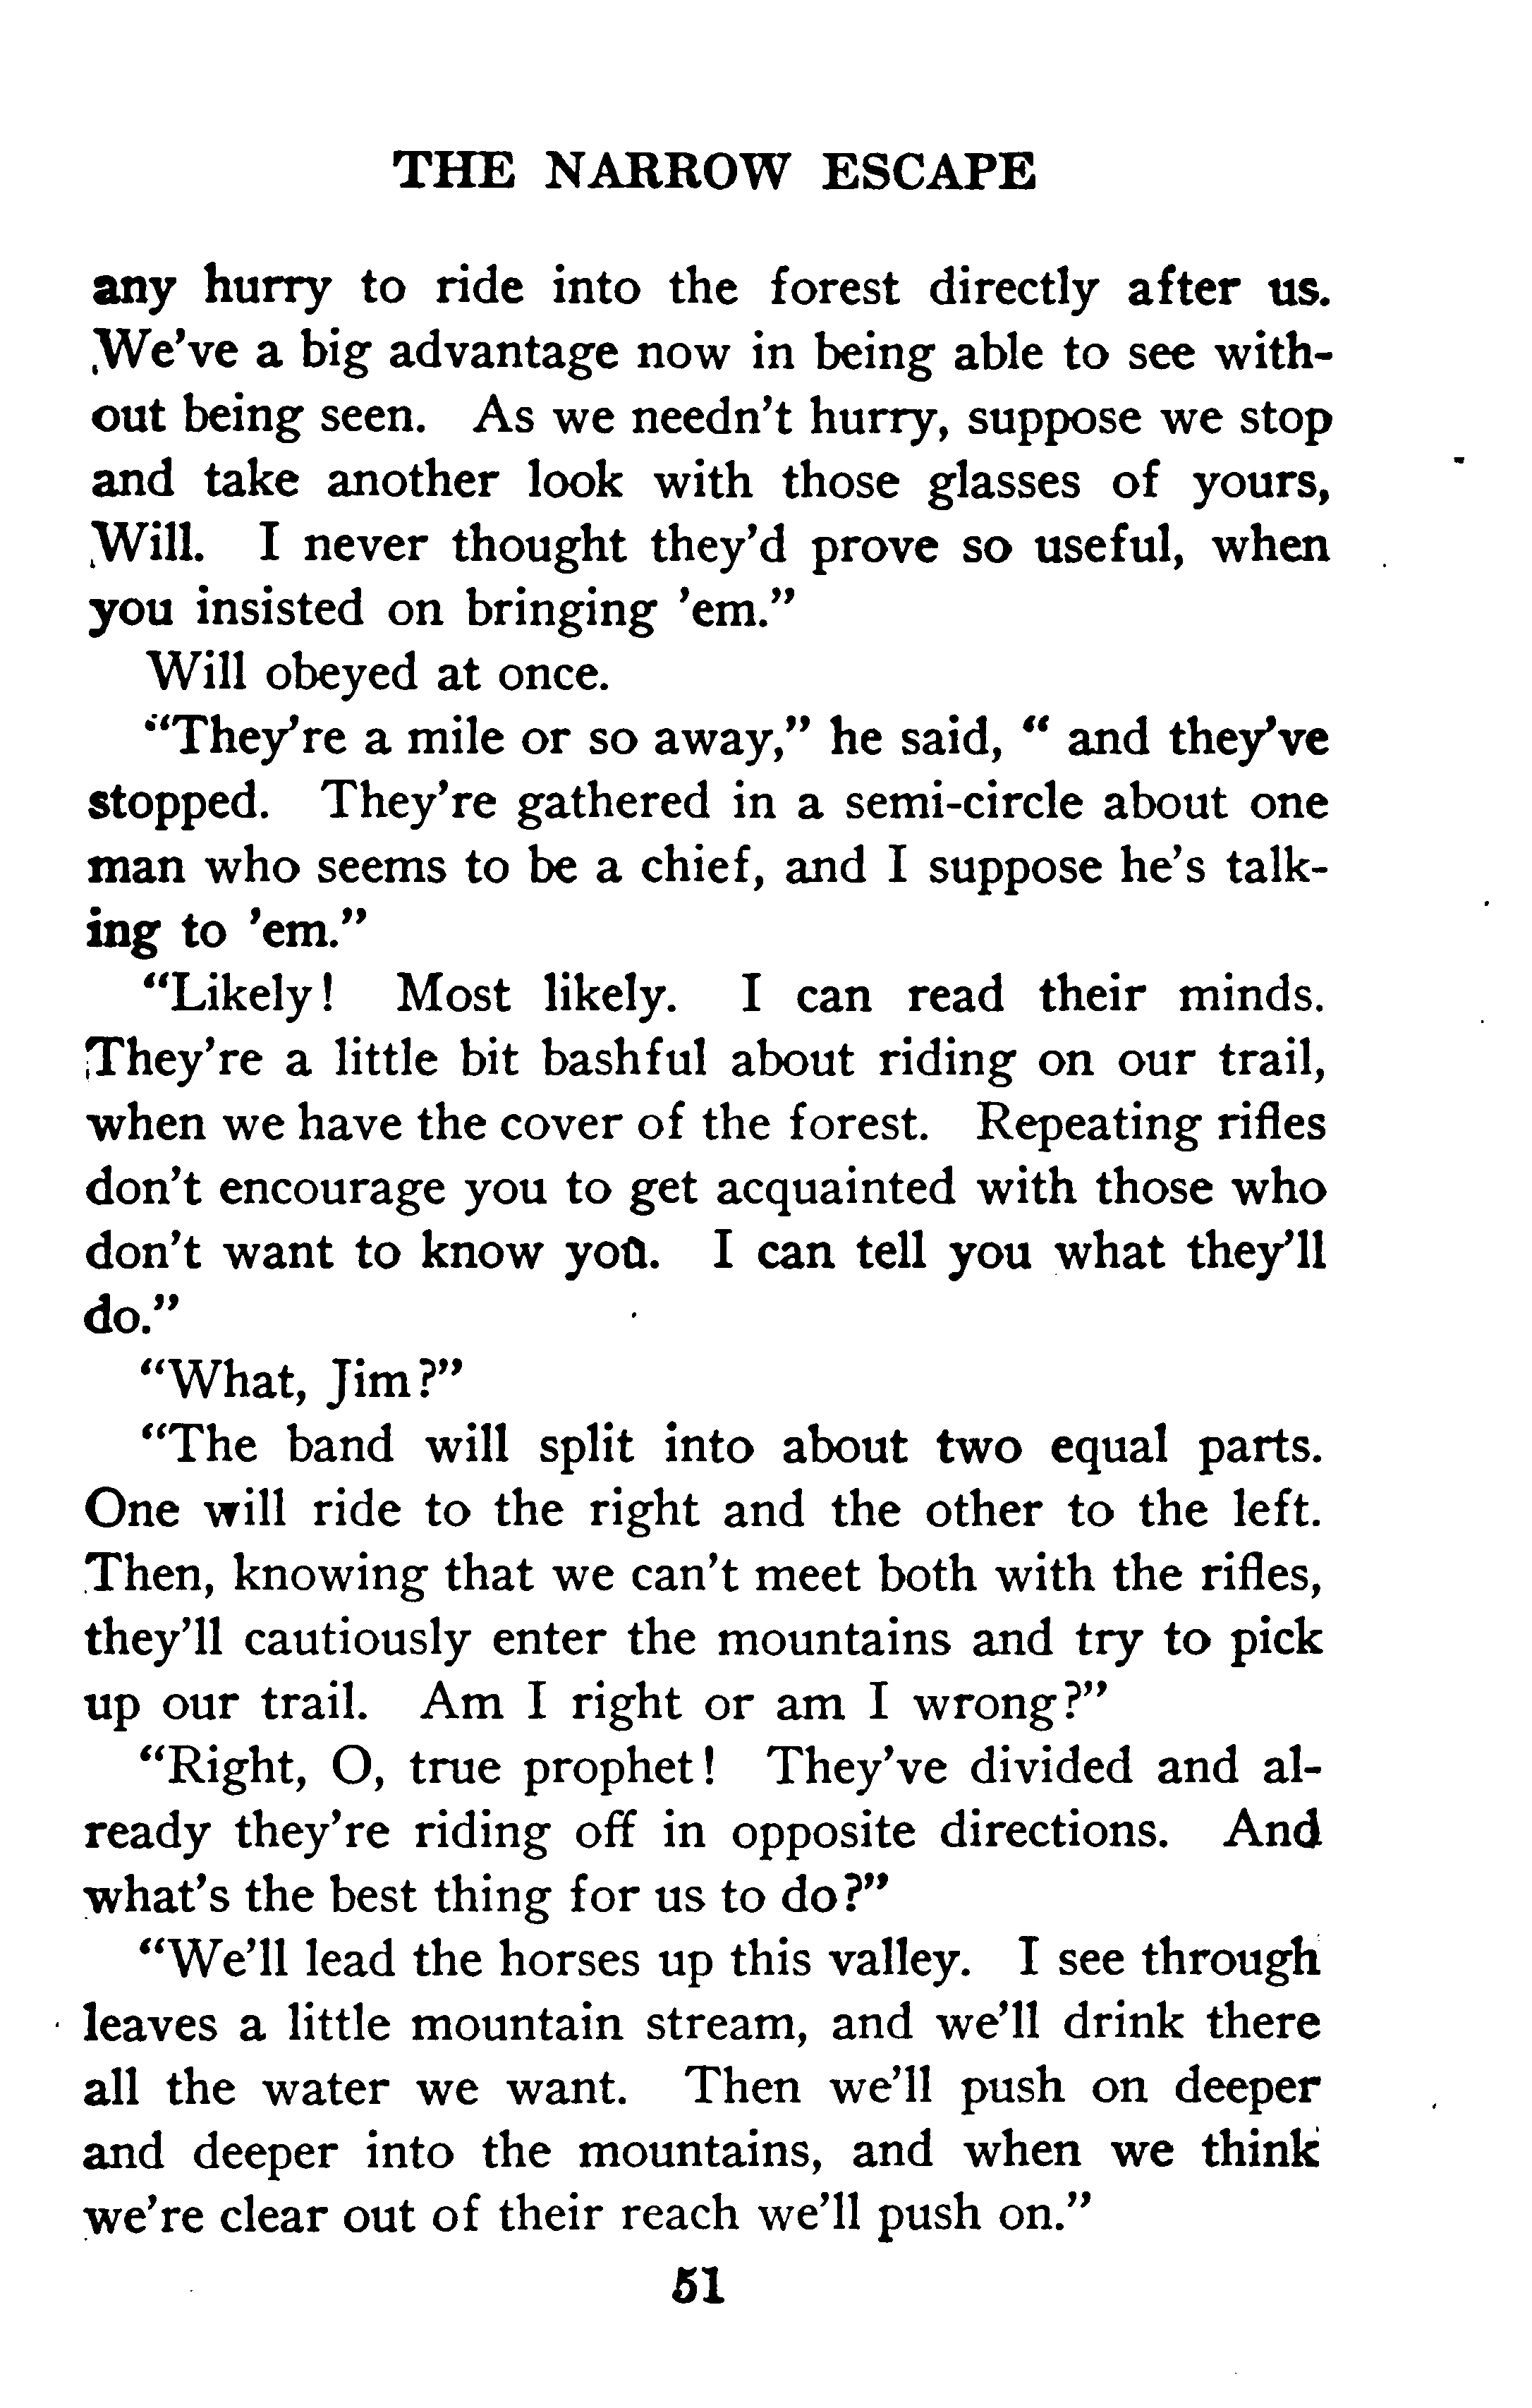 THE NARROW ESCAPE
any hurry to ride into the forest directly after us.
We've a big advantage now in being able to see with-
out being seen. As we needn't hurry, suppose we stop
and take another look with those glasses of yours,
Will. I never thought they'd prove so useful, when
you insisted on bringing 'em."
Will obeyed at once.
"They're a mile or so away," he said, " and they've
stopped. They're gathered in a semi-circle about one
man who seems to be a chief, and I suppose he's talk-
ing to 'em."
"Likely! Most likely. I can read their minds.
They're a little bit bashful about riding on our trail,
when we have the cover of the forest. Repeating rifles
don't encourage you to get acquainted with those who
don't want to know you. I can tell you what they'll
do."
"What, Jim?"
"The band will split into about two equal parts.
One will ride to the right and the other to the left.
Then, knowing that we can't meet both with the rifles,
they'll cautiously enter the mountains and try to pick
up our trail. Am I right or am I wrong?"
"Right, O, true prophet! They've divided and al-
ready they're riding off in opposite directions. And
what's the best thing for us to do?"
"We'll lead the horses up this valley. I see through
leaves a little mountain stream, and we'll drink there
all the water we want. Then we'll push on deeper
and deeper into the mountains, and when we think
we're clear out of their reach we'll push on."
51